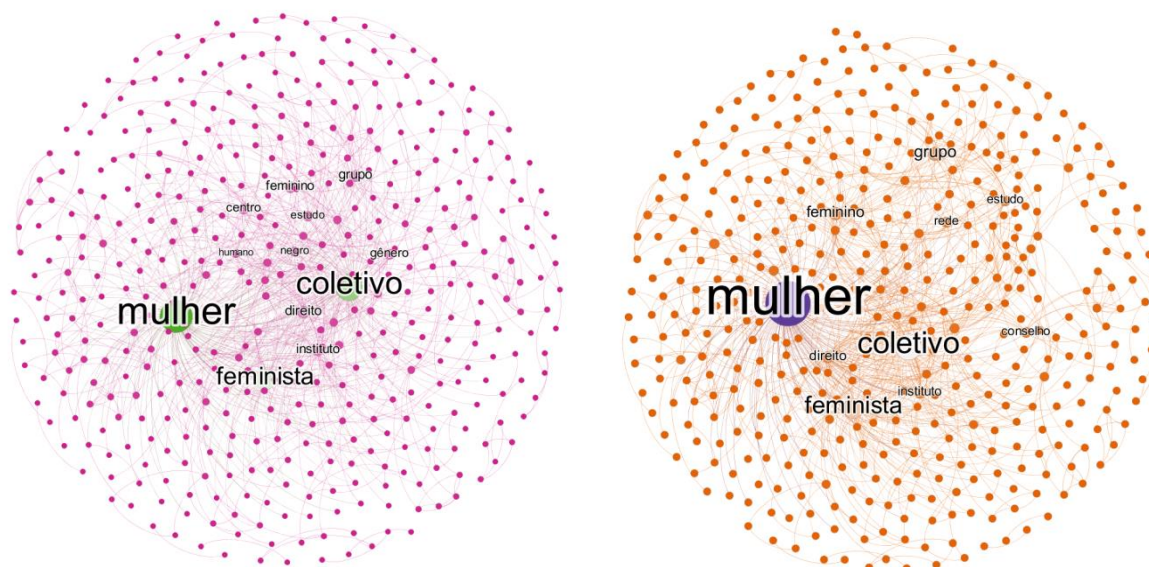 feminino
grupo
centro
estudo
humano
negro
gênero
coletivo
mulher
direito
instituto
feminista
grupo
feminino
rede
estudo
mulher
conselho
coletivo
direito
instituto
feminista